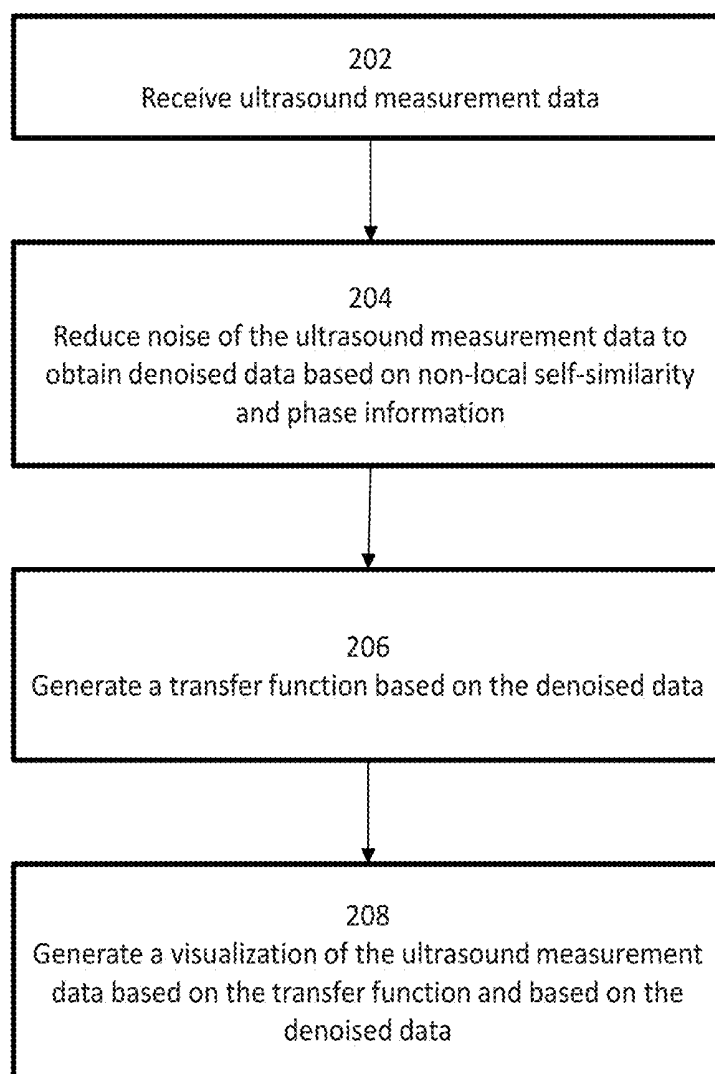 202
Receive ultrasound measurement data
204
Reduce noise of the ultrasound measurement data to
obtain denoised data based on non-local self-similarity
and phase information
206
Generate a transfer function based on the denoised data
208
Generate a visualization of the ultrasound measurement
data based on the transfer function and based on the
denoised data